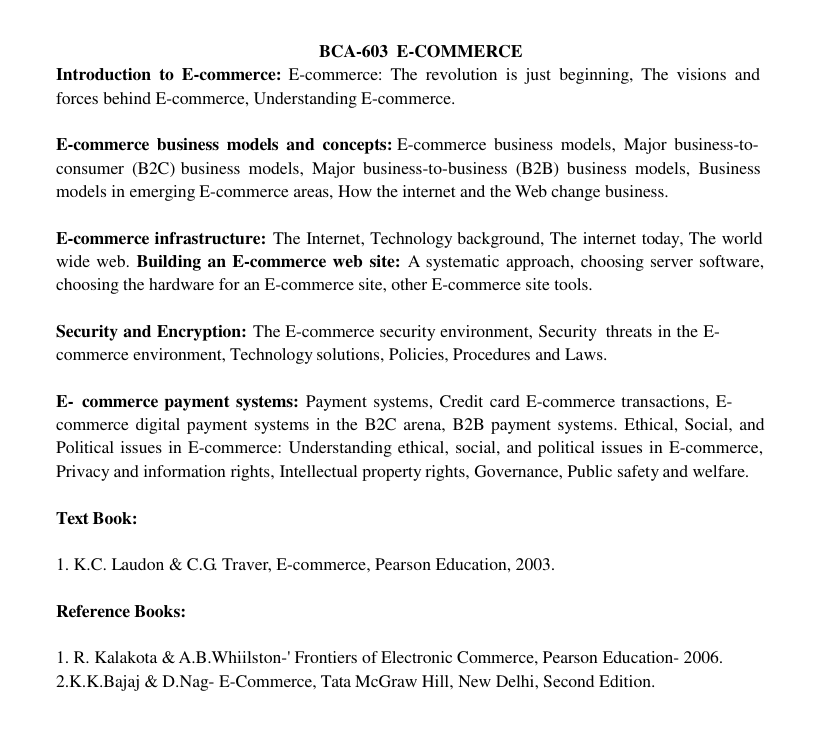 BCA-603 E-COMMERCE
Introduction to E-commerce: E-commerce: The revolution is just beginning, The visions and
forces behind E-commerce, Understanding E-commerce.
E-commerce business models and concepts: E-commerce business models, Major business-to-
consumer (B2C) business models, Major business-to-business (B2B) business models, Business
models in emerging E-commerce areas, How the internet and the Web change business.
E-commerce infrastructure: The Internet, Technology background, The internet today, The world
wide web. Building an E-commerce web site: A systematic approach, choosing server software,
choosing the hardware for an E-commerce site, other E-commerce site tools.
Security and Encryption: The E-commerce security environment, Security threats in the E-
commerce environment, Technology solutions, Policies, Procedures and Laws.
E- commerce payment systems: Payment systems, Credit card E-commerce transactions, E-
commerce digital payment systems in the B2C arena, B2B payment systems. Ethical, Social, and
Political issues in E-commerce: Understanding ethical, social, and political issues in E-commerce,
Privacy and information rights, Intellectual property rights, Governance, Public safety and welfare.
Text Book:
1. K.C. Laudon & C.G. Traver, E-commerce, Pearson Education, 2003.
Reference Books:
1. R. Kalakota & A.B.Whiilston-' Frontiers of Electronic Commerce, Pearson Education- 2006.
2.K.K.Bajaj & D.Nag- E-Commerce, Tata McGraw Hill, New Delhi, Second Edition.